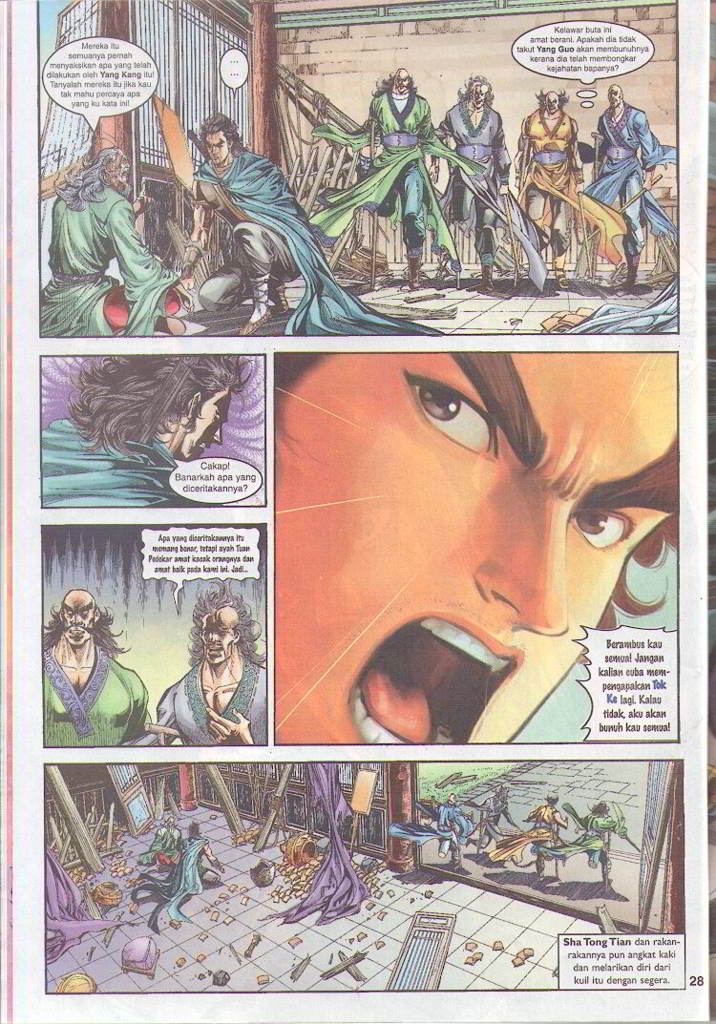 Mereka itu
semuanya pernah
menyaksikan apa yang telah
dilakukan oleh Yang Kang itu!
Tanyalah mereka itu jika kau
tak mahu percaya apa
yang ku kata ini!
...
...
Kelawar buta ini
amat berani. Apakah dia tidak
takut Yang Guo akan membunuhnya
kerana dia telah membongkar
kejahatan bapanya?
Cakap!
Benarkah apa yang
diceritakannya?
Apa yang diceritakannya itu
memang benar, tetapi ayah Tuan
Pedekar amat kacak orangnya dan
amat baik pada kami ini. Jadi...
Berambus kau
semua! Jangan
kalian cuba mem-
pengapakan Tok
Ke lagi. Kalau
tidak, aku akan
bunuh kau semua!
Sha Tong Tian dan rakan-
rakannya pun angkat kaki
dan melarikan diri dari
kuil itu dengan segera.
28